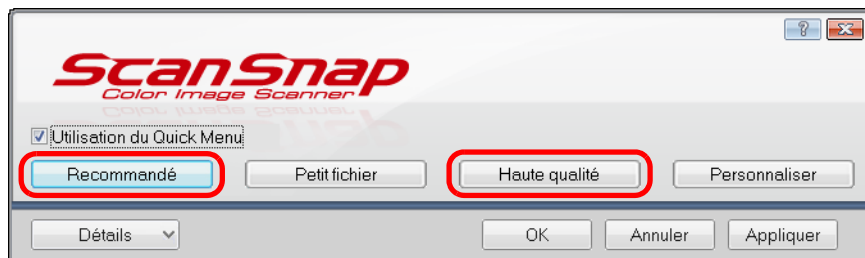 ScanSnap
Color Image Scanner
Utilisation du Quick Menu
Recommandé Petit fichier Haute qualité Personnaliser
Détails OK Annuler Appliquer